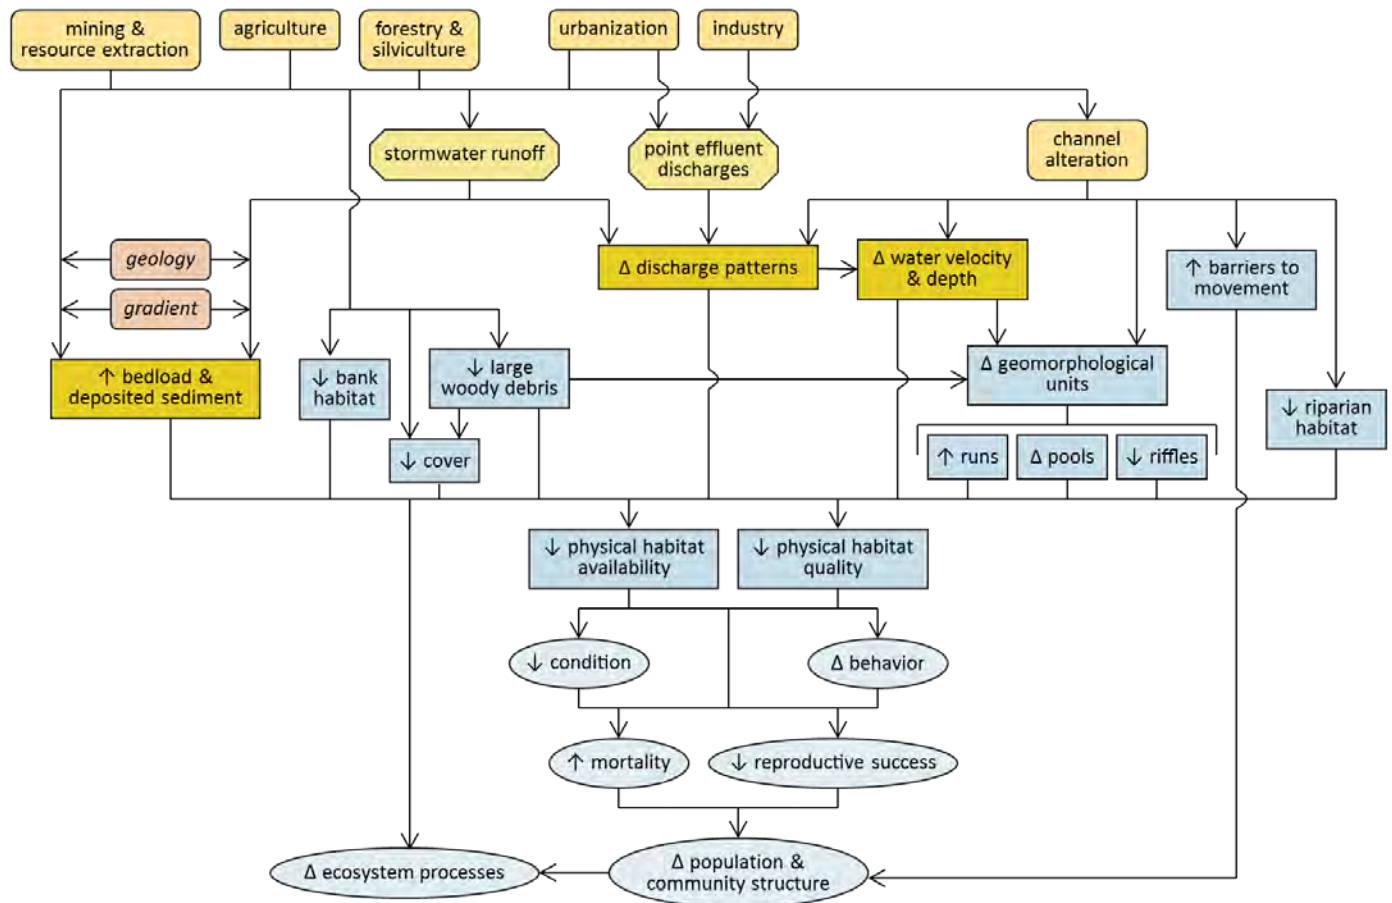 mining &
resource extraction
agriculture
forestry &
silviculture
urbanization
industry
stormwater runoff
point effluent
discharges
channel
alteration
geology
gradient
Δ discharge patterns
Δ water velocity
& depth
↑ barriers to
movement
↑ bedload &
deposited sediment
↓ bank
habitat
↓ large
woody debris
Δ geomorphological
units
↓ riparian
habitat
↓ cover
↑ runs
Δ pools
↓ riffles
↓ physical habitat
availability
↓ physical habitat
quality
↓ condition
Δ behavior
↑ mortality
↓ reproductive success
Δ ecosystem processes
Δ population &
community structure